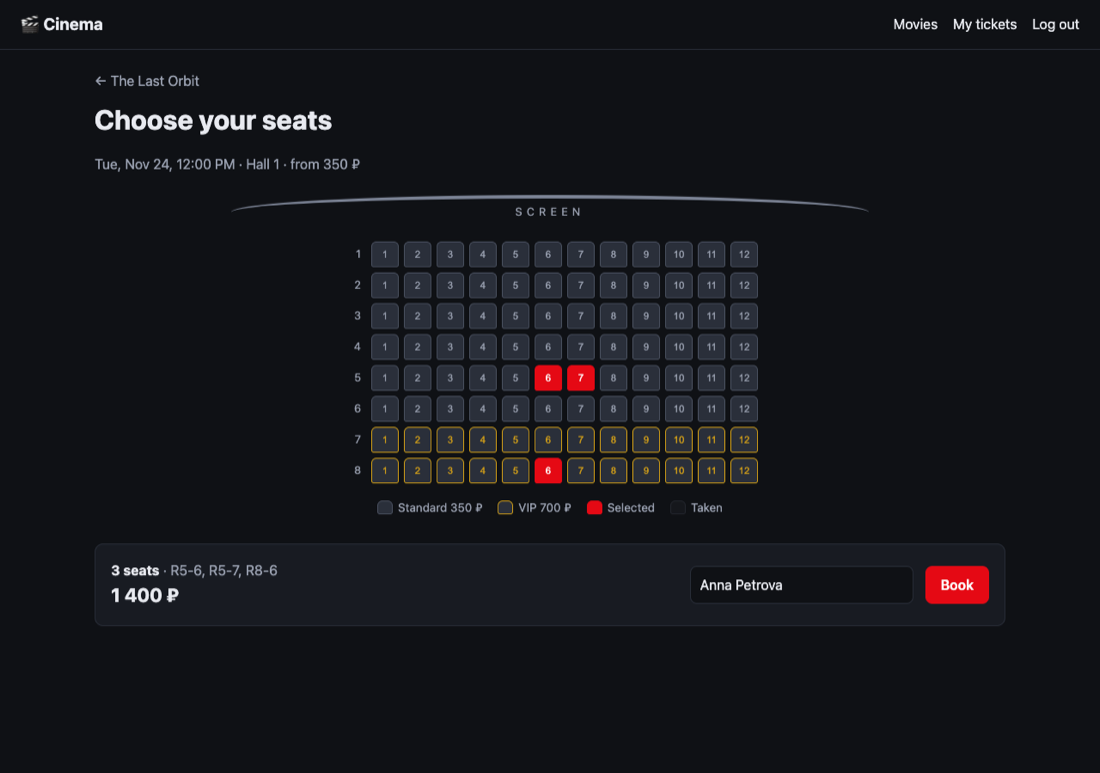 🎬 Cinema Movies My tickets Log out
← The Last Orbit
Choose your seats
Tue, Nov 24, 12:00 PM · Hall 1 · from 350 ₽
SCREEN
1 1 2 3 4 5 6 7 8 9 10 11 12
2 1 2 3 4 5 6 7 8 9 10 11 12
3 1 2 3 4 5 6 7 8 9 10 11 12
4 1 2 3 4 5 6 7 8 9 10 11 12
5 1 2 3 4 5 6 7 8 9 10 11 12
6 1 2 3 4 5 6 7 8 9 10 11 12
7 1 2 3 4 5 6 7 8 9 10 11 12
8 1 2 3 4 5 6 7 8 9 10 11 12
Standard 350 ₽ VIP 700 ₽ Selected Taken
3 seats · R5-6, R5-7, R8-6
1 400 ₽
Anna Petrova Book